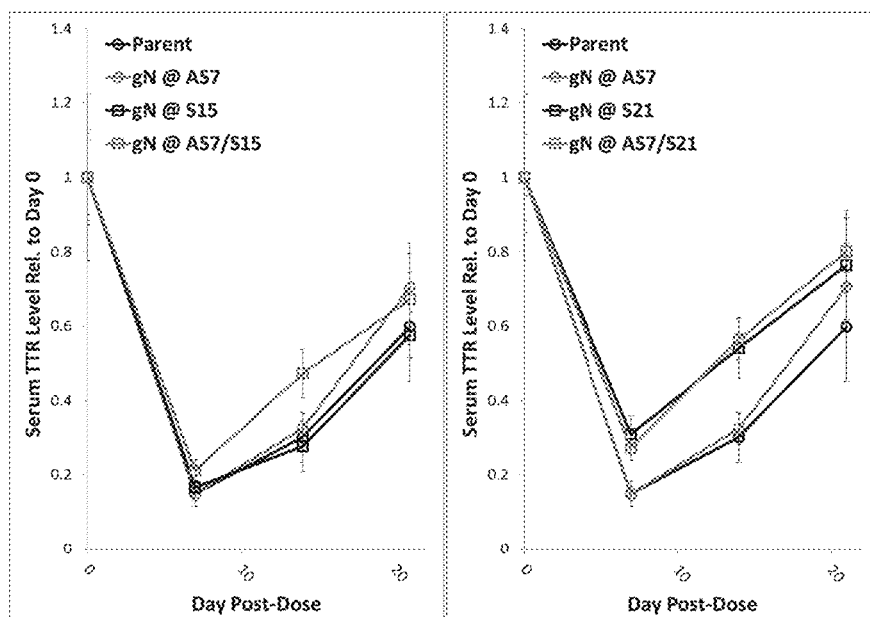 1.4
1.2
1
0.8
0.6
0.4
0.2
0
Serum TTR Level Rel. to Day 0
Parent
gN @ AS7
gN @ S15
gN @ AS7/S15
0
10
20
Day Post-Dose
1.4
1.2
1
0.8
0.6
0.4
0.2
0
Serum TTR Level Rel. to Day 0
Parent
gN @ AS7
gN @ S21
gN @ AS7/S21
0
10
20
Day Post-Dose